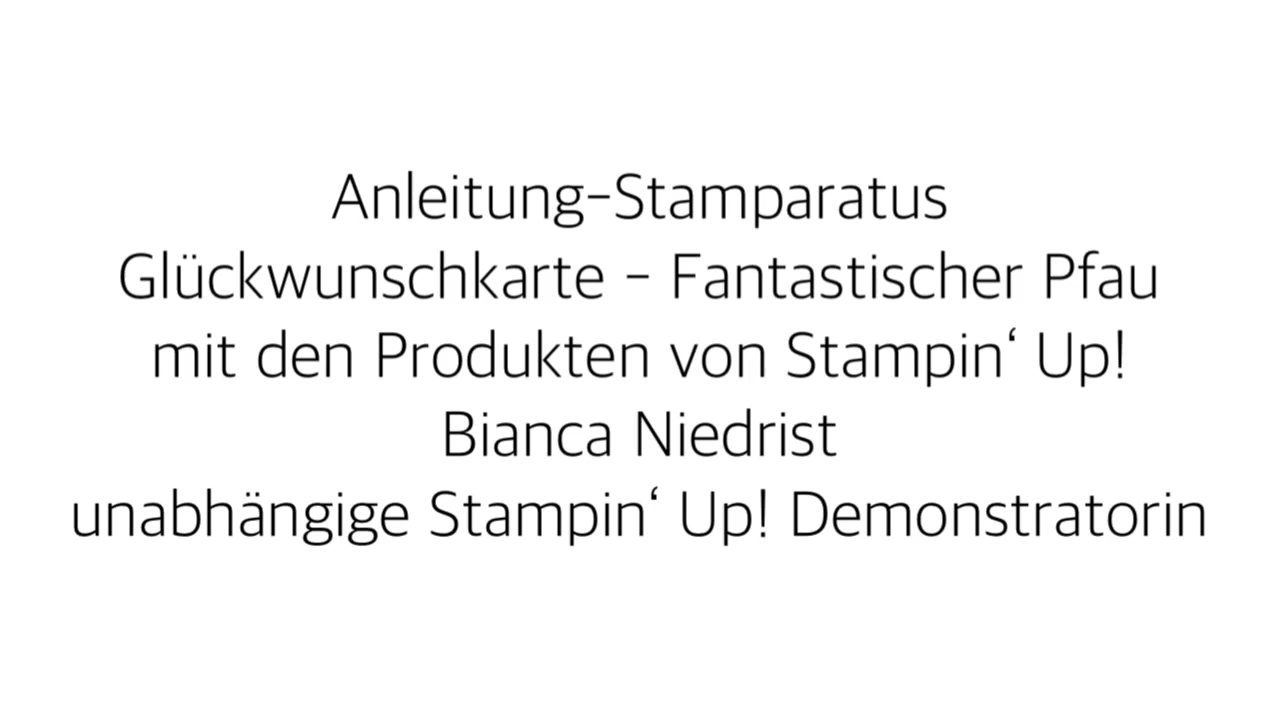 Anleitung-Stamparatus
Glückwunschkarte - Fantastischer Pfau
mit den Produkten von Stampin‘ Up!
Bianca Niedrist
unabhängige Stampin‘ Up! Demonstratorin